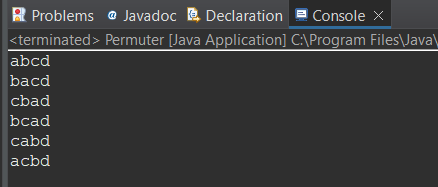 Problems @ Javadoc Declaration Console
<terminated> Permuter [Java Application] C:\Program Files\Java\
abcd
bacd
cbad
bcad
cabd
acbd